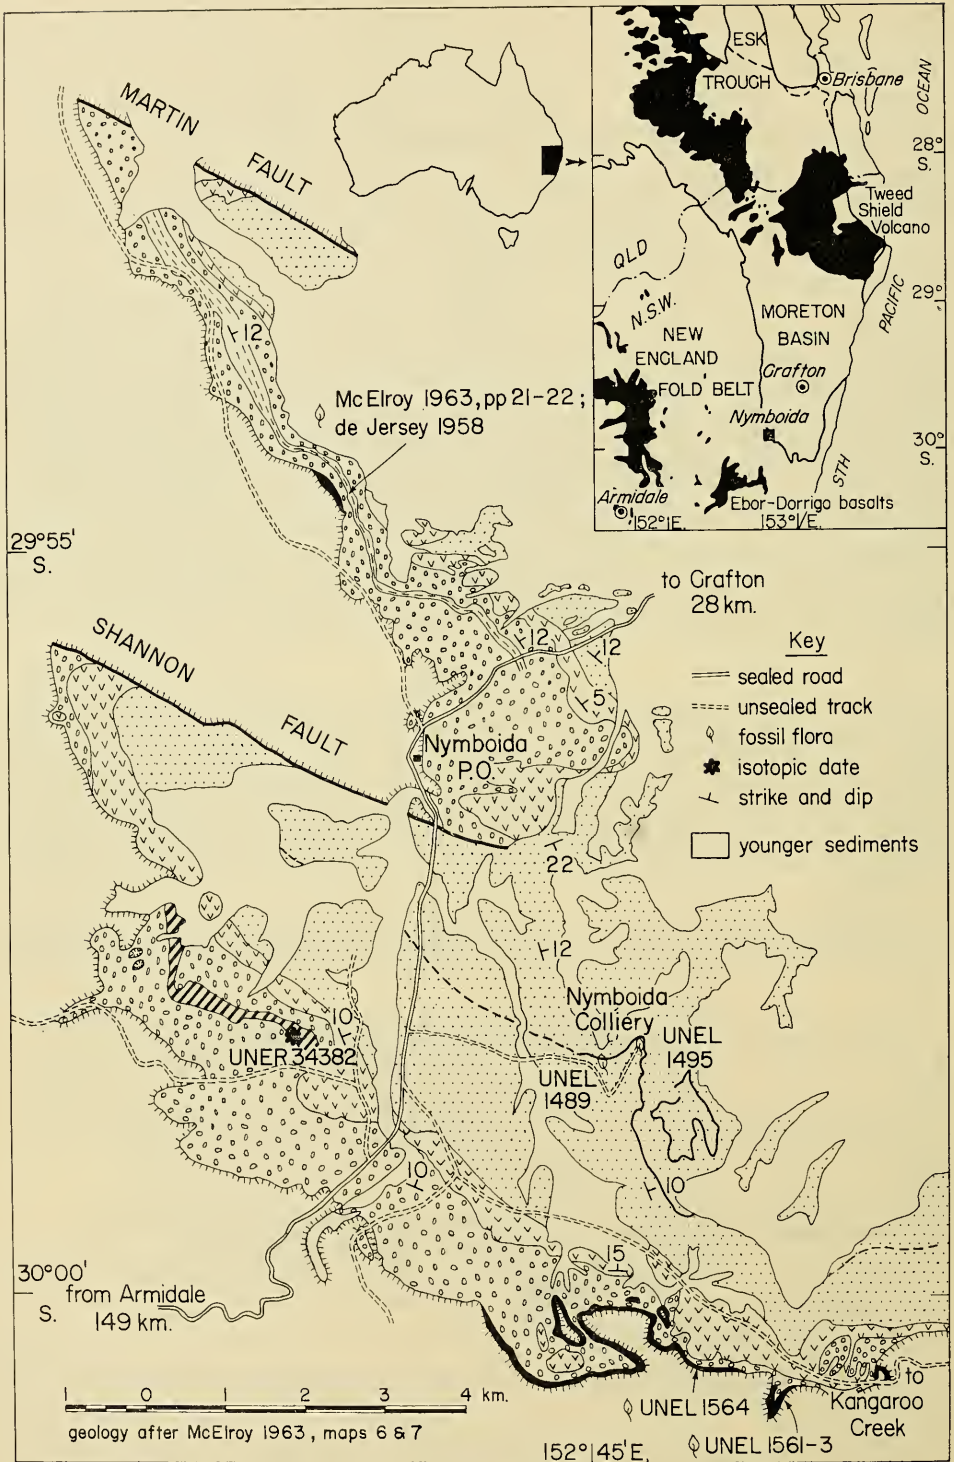 MARTIN
FAULT
ESK
TROUGH
Brisbane
OCEAN
28°
S.
Tweed
Shield
Volcano
QLD
N.S.W.
29°
PACIFIC
MORETON
BASIN
NEW
ENGLAND
FOLD BELT
Grafton
Nymboida
30°
S.
STH
Armidale
Ebor-Dorrigo basalts
152°E.
153°E.
12
McElroy 1963, pp 21-22;
de Jersey 1958
29°55'
S.
to Grafton
28 km.
SHANNON
FAULT
12
12
5
Nymboida
P.O.
Key
sealed road
unsealed track
fossil flora
isotopic date
strike and dip
younger sediments
22
12
Nymboida
Colliery
UNEL
1495
UNEL
1489
10
UNER 34382
10
10
15
30°00'
S.
from Armidale
149 km.
1 0 1 2 3 4 km.
geology after McElroy 1963, maps 6 & 7
UNEL 1564
to
Kangaroo
Creek
152°45'E.
UNEL 1561-3